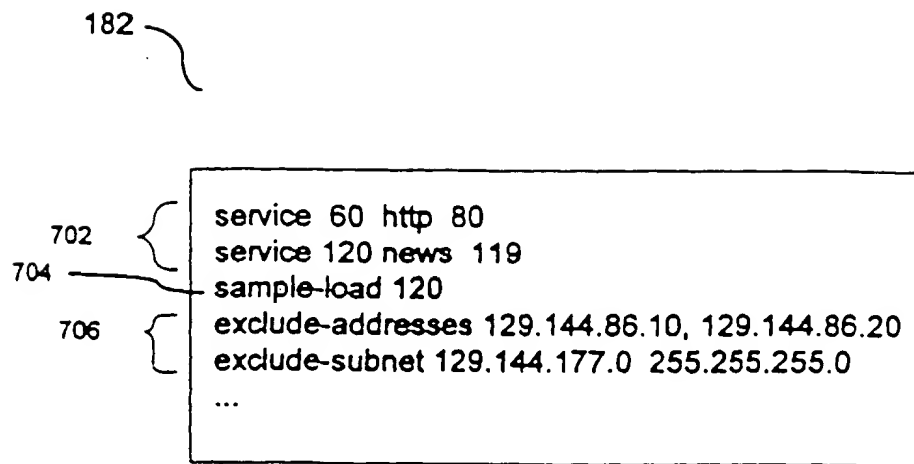 182
702
704
706
service 60 http 80
service 120 news 119
sample-load 120
exclude-addresses 129.144.86.10, 129.144.86.20
exclude-subnet 129.144.177.0 255.255.255.0
...